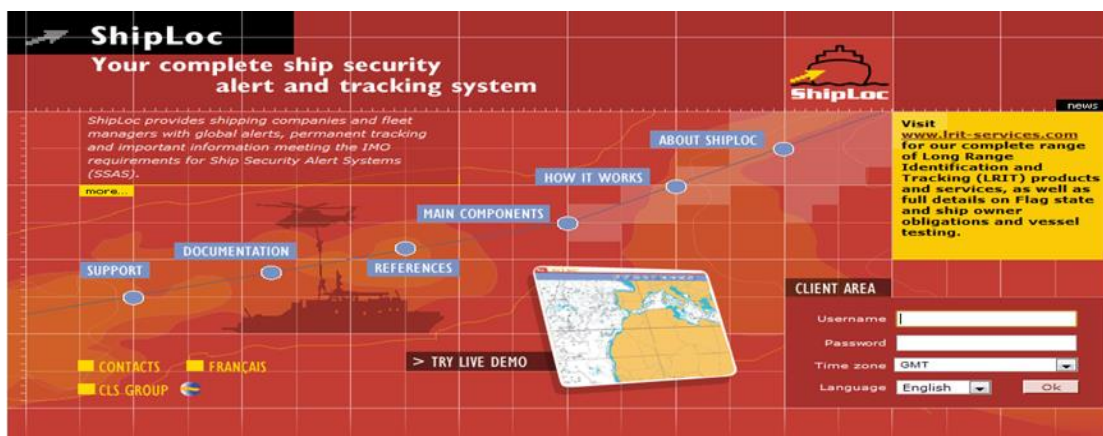 ShipLoc
Your complete ship security
alert and tracking system
ShipLoc
news
ShipLoc provides shipping companies and fleet
managers with global alerts, permanent tracking
and important information meeting the IMO
requirements for Ship Security Alert Systems
(SSAS).
more...
Visit
www.lrit-services.com
for our complete range
of Long Range
Identification and
Tracking (LRIT) products
and services, as well as
full details on Flag state
and ship owner
obligations and vessel
testing.
ABOUT SHIPLOC
HOW IT WORKS
MAIN COMPONENTS
REFERENCES
DOCUMENTATION
SUPPORT
> TRY LIVE DEMO
CONTACTS
FRANÇAIS
CLS GROUP
CLIENT AREA
Username
Password
Time zone GMT
Language English Ok